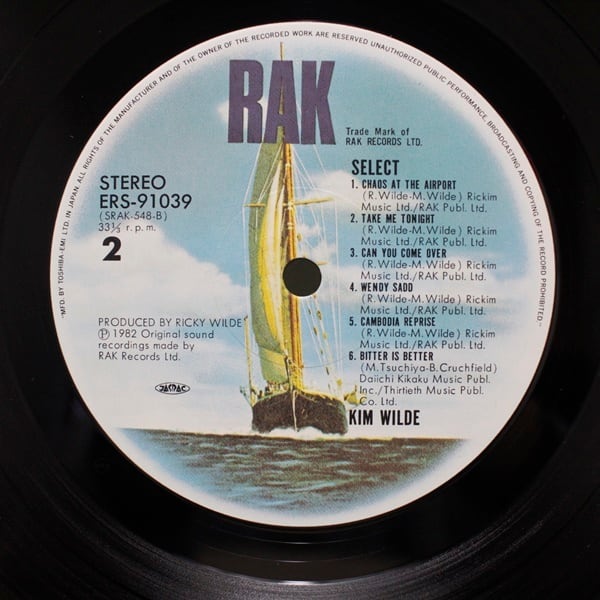 "MFD. BY TOSHIBA-EMI LTD. IN JAPAN. ALL RIGHTS OF THE MANUFACTURER AND OF THE OWNER OF THE RECORDED WORK ARE RESERVED UNAUTHORIZED PUBLIC PERFORMANCE, BROADCASTING AND COPYING OF THE RECORD PROHIBITED."
RAK
Trade Mark of
RAK RECORDS LTD.
STEREO
ERS-91039
(SRAK-548-B)
33⅓ r.p.m.
2
SELECT
1. CHAOS AT THE AIRPORT
(R.Wilde-M.Wilde) Rickim
Music Ltd./RAK Publ. Ltd.
2. TAKE ME TONIGHT
(R.Wilde-M.Wilde) Rickim
Music Ltd./RAK Publ. Ltd.
3. CAN YOU COME OVER
(R.Wilde-M.Wilde) Rickim
Music Ltd./RAK Publ. Ltd.
4. WENDY SADD
(R.Wilde-M.Wilde) Rickim
Music Ltd./RAK Publ. Ltd.
5. CAMBODIA REPRISE
(R.Wilde-M.Wilde) Rickim
Music Ltd./RAK Publ. Ltd.
6. BITTER IS BETTER
(M.Tsuchiya-B.Cruchfield)
Daiichi Kikaku Music Publ.
Inc./Thirtieth Music Publ.
Co. Ltd.
KIM WILDE
PRODUCED BY RICKY WILDE
Ⓟ 1982 Original sound
recordings made by
RAK Records Ltd.
JASRAC